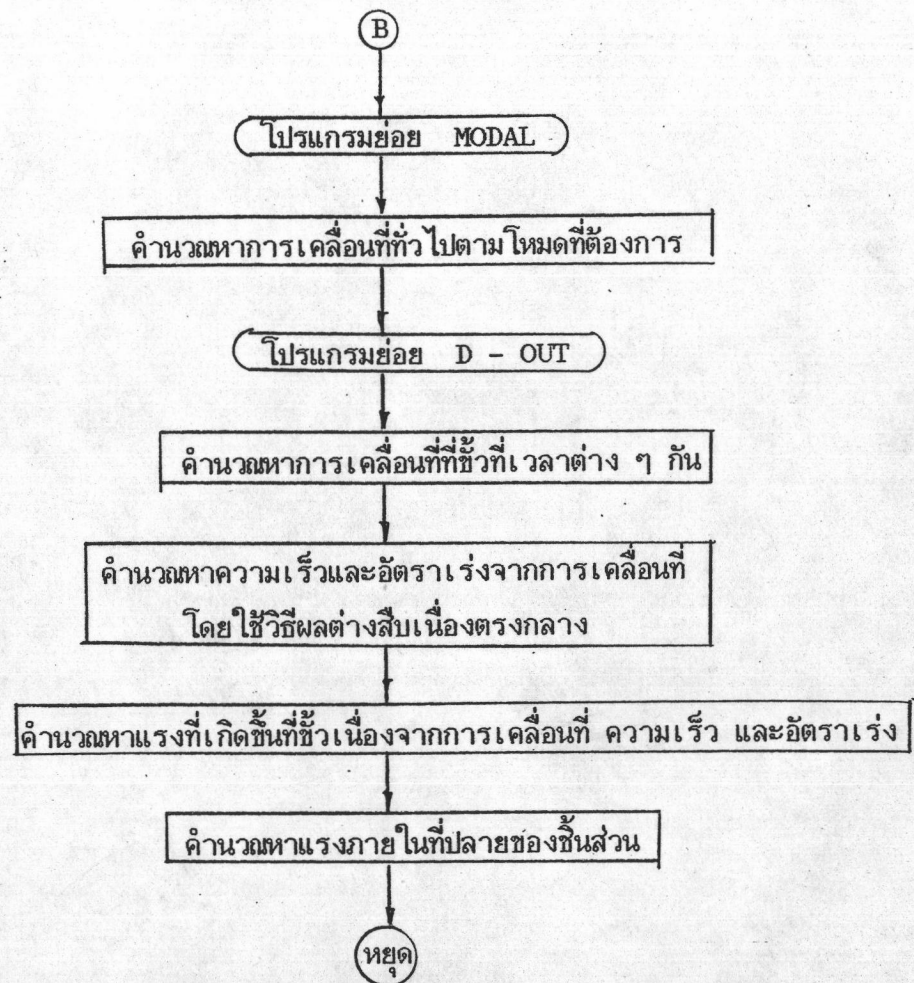 B
โปรแกรมย่อย MODAL
คำนวณหาการเคลื่อนที่ทั่วไปตามโหมดที่ต้องการ
โปรแกรมย่อย D - OUT
คำนวณหาการเคลื่อนที่ที่ขั้วที่เวลาต่าง ๆ กัน
คำนวณหาความเร็วและอัตราเร่งจากการเคลื่อนที่
โดยใช้วิธีผลต่างสืบเนื่องตรงกลาง
คำนวณหาแรงที่เกิดขึ้นที่ขั้วเนื่องจากการเคลื่อนที่ ความเร็ว และอัตราเร่ง
คำนวณหาแรงภายในที่ปลายของชิ้นส่วน
หยุด